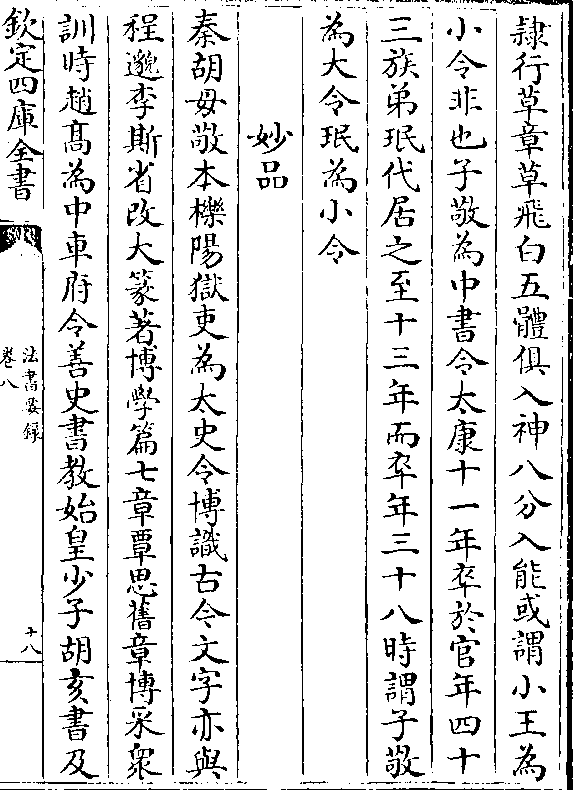 隷行草章草飛白五體俱入神八分入能或謂小王為
小令非也子敬為中書令太康十一年卒於官年四十
三族弟珉代居之至十三年而卒年三十八時謂子敬
為大令珉為小令
妙品
秦胡毋敬本櫟陽獄吏為太史令博識古今文字亦與
程邈李斯省改大篆著博學篇七章覃思舊章博采衆
訓時趙髙為中車府令善史書教始皇少子胡亥書及
欽定四庫全書
法書要録
卷八
十八